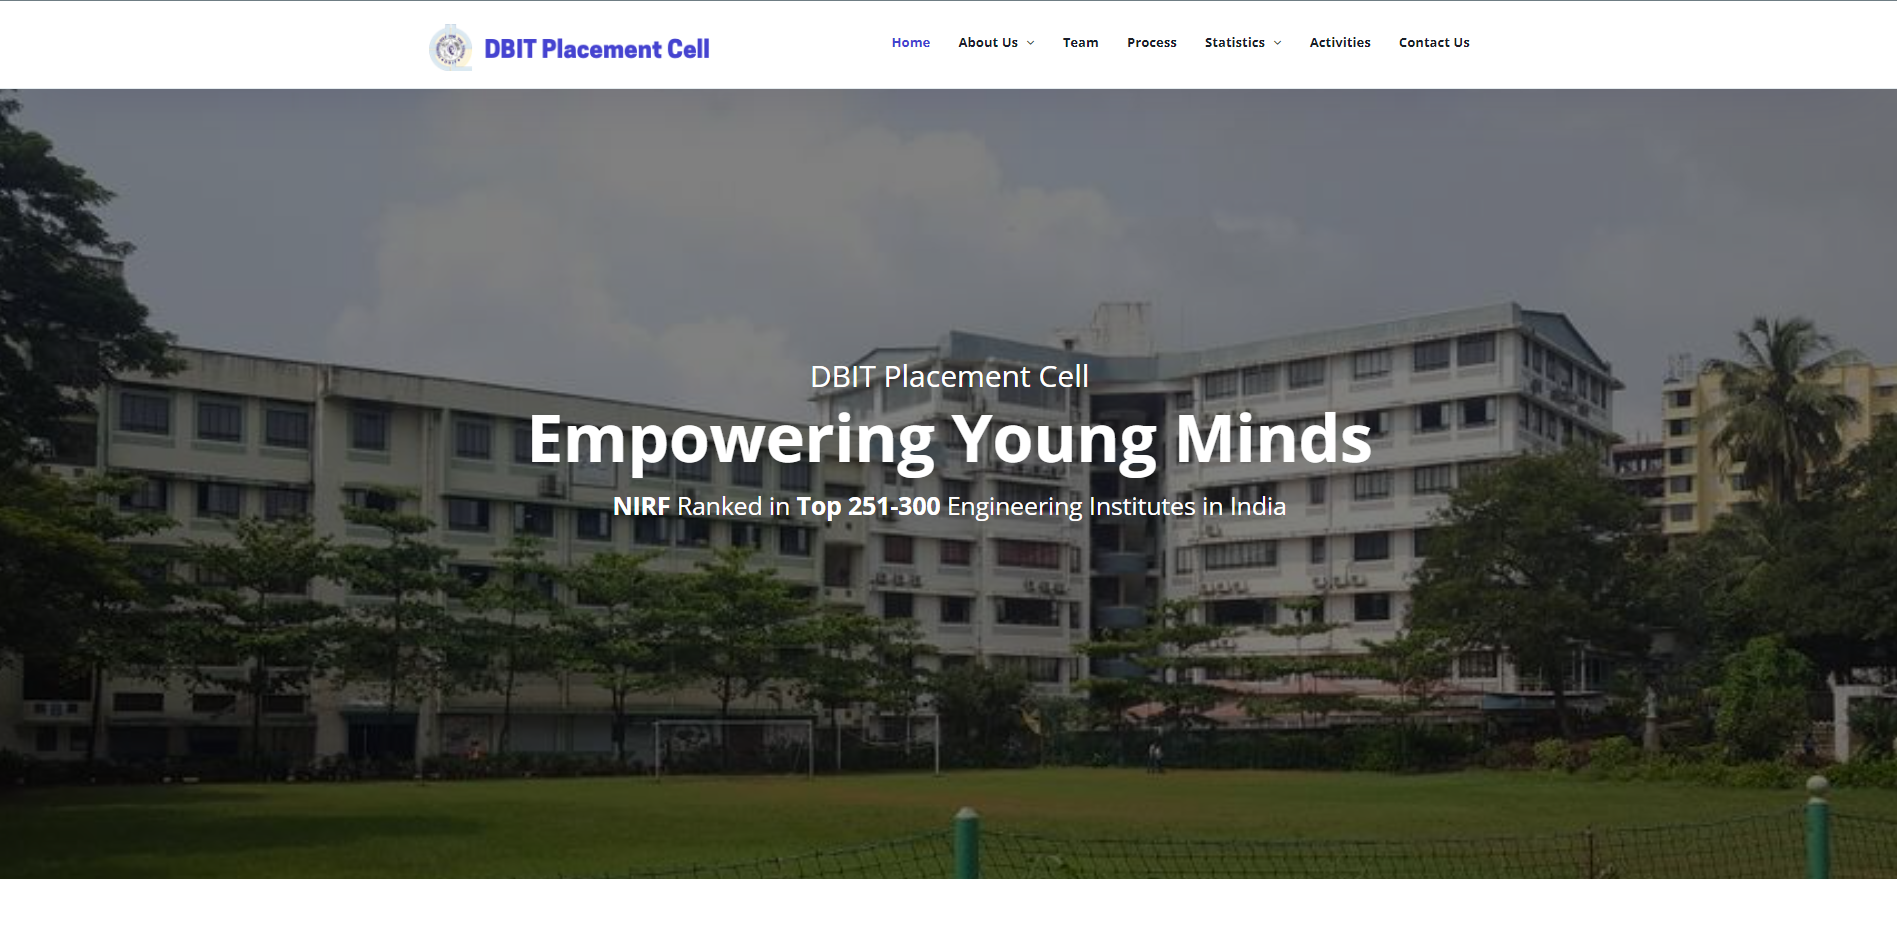 DBIT Placement Cell
Home About Us Team Process Statistics Activities Contact Us
DBIT Placement Cell
Empowering Young Minds
NIRF Ranked in Top 251-300 Engineering Institutes in India